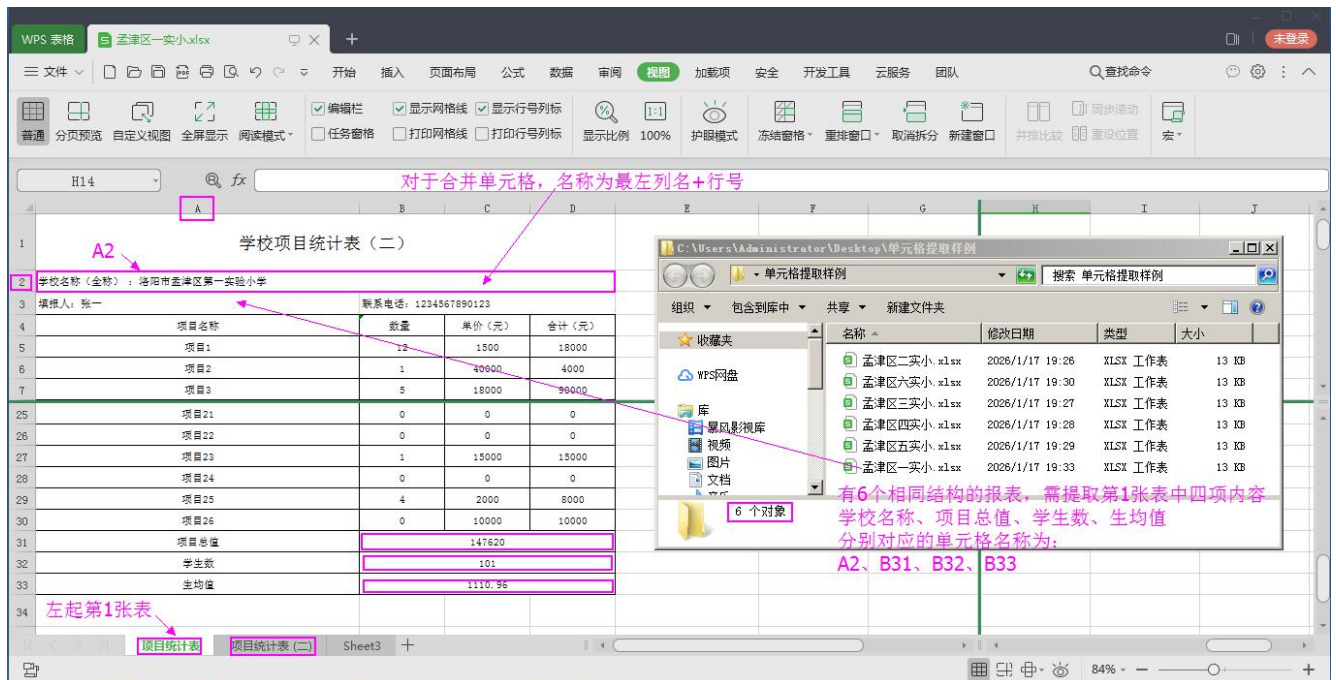 WPS 表格
孟津区一实小.xlsx
未登录
文件
开始 插入 页面布局 公式 数据 审阅 视图 加载项 安全 开发工具 云服务 团队
查找命令
编辑栏 显示网格线 显示行号列标
同步滚动
普通 分页预览 自定义视图 全屏显示 阅读模式 任务窗格 打印网格线 打印行号列标 显示比例 100% 护眼模式 冻结窗格 重排窗口 取消拆分 新建窗口 并排比较 重设位置 宏
H14
fx
对于合并单元格，名称为最左列名+行号
A B C D E F G H I J
1 学校项目统计表（二）
A2
2 学校名称（全称）：洛阳市孟津区第一实验小学
3 填报人：张一 联系电话：1234567890123
4 项目名称 数量 单价（元） 合计（元）
5 项目1 12 1500 18000
6 项目2 1 40000 4000
7 项目3 5 18000 90000
25 项目21 0 0 0
26 项目22 0 0 0
27 项目23 1 15000 15000
28 项目24 0 0 0
29 项目25 4 2000 8000
30 项目26 0 10000 10000
31 项目总值 147620
32 学生数 101
33 生均值 1110.96
34
左起第1张表
项目统计表 项目统计表 (二) Sheet3
84%
C:\Users\Administrator\Desktop\单元格提取样例
单元格提取样例
搜索 单元格提取样例
组织 包含到库中 共享 新建文件夹
收藏夹
WPS网盘
库
暴风影视库
视频
图片
文档
音乐
名称 修改日期 类型 大小
孟津区二实小.xlsx 2026/1/17 19:26 XLSX 工作表 13 KB
孟津区六实小.xlsx 2026/1/17 19:30 XLSX 工作表 13 KB
孟津区三实小.xlsx 2026/1/17 19:27 XLSX 工作表 13 KB
孟津区四实小.xlsx 2026/1/17 19:28 XLSX 工作表 13 KB
孟津区五实小.xlsx 2026/1/17 19:29 XLSX 工作表 13 KB
孟津区一实小.xlsx 2026/1/17 19:33 XLSX 工作表 13 KB
6 个对象
有6个相同结构的报表，需提取第1张表中四项内容
学校名称、项目总值、学生数、生均值
分别对应的单元格名称为：
A2、B31、B32、B33